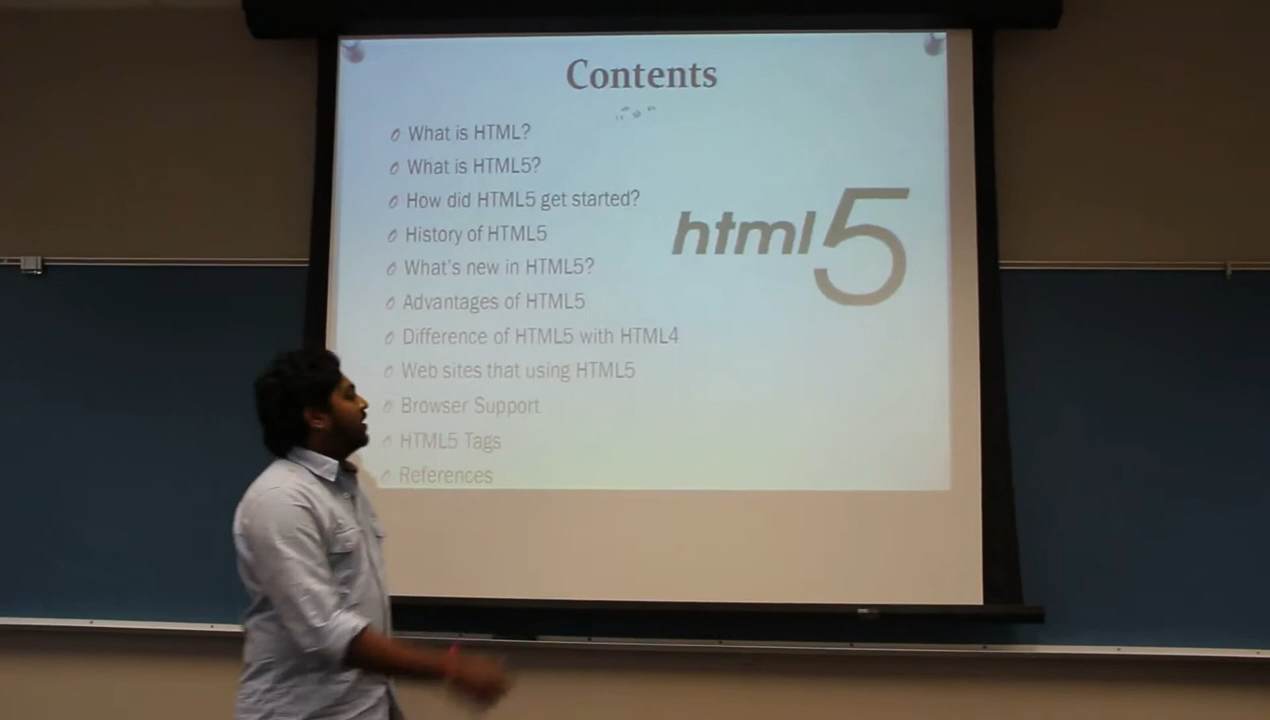 Contents
What is HTML?
What is HTML5?
How did HTML5 get started?
History of HTML5
What's new in HTML5?
Advantages of HTML5
Difference of HTML5 with HTML4
Web sites that using HTML5
Browser Support
HTML5 Tags
References
html5